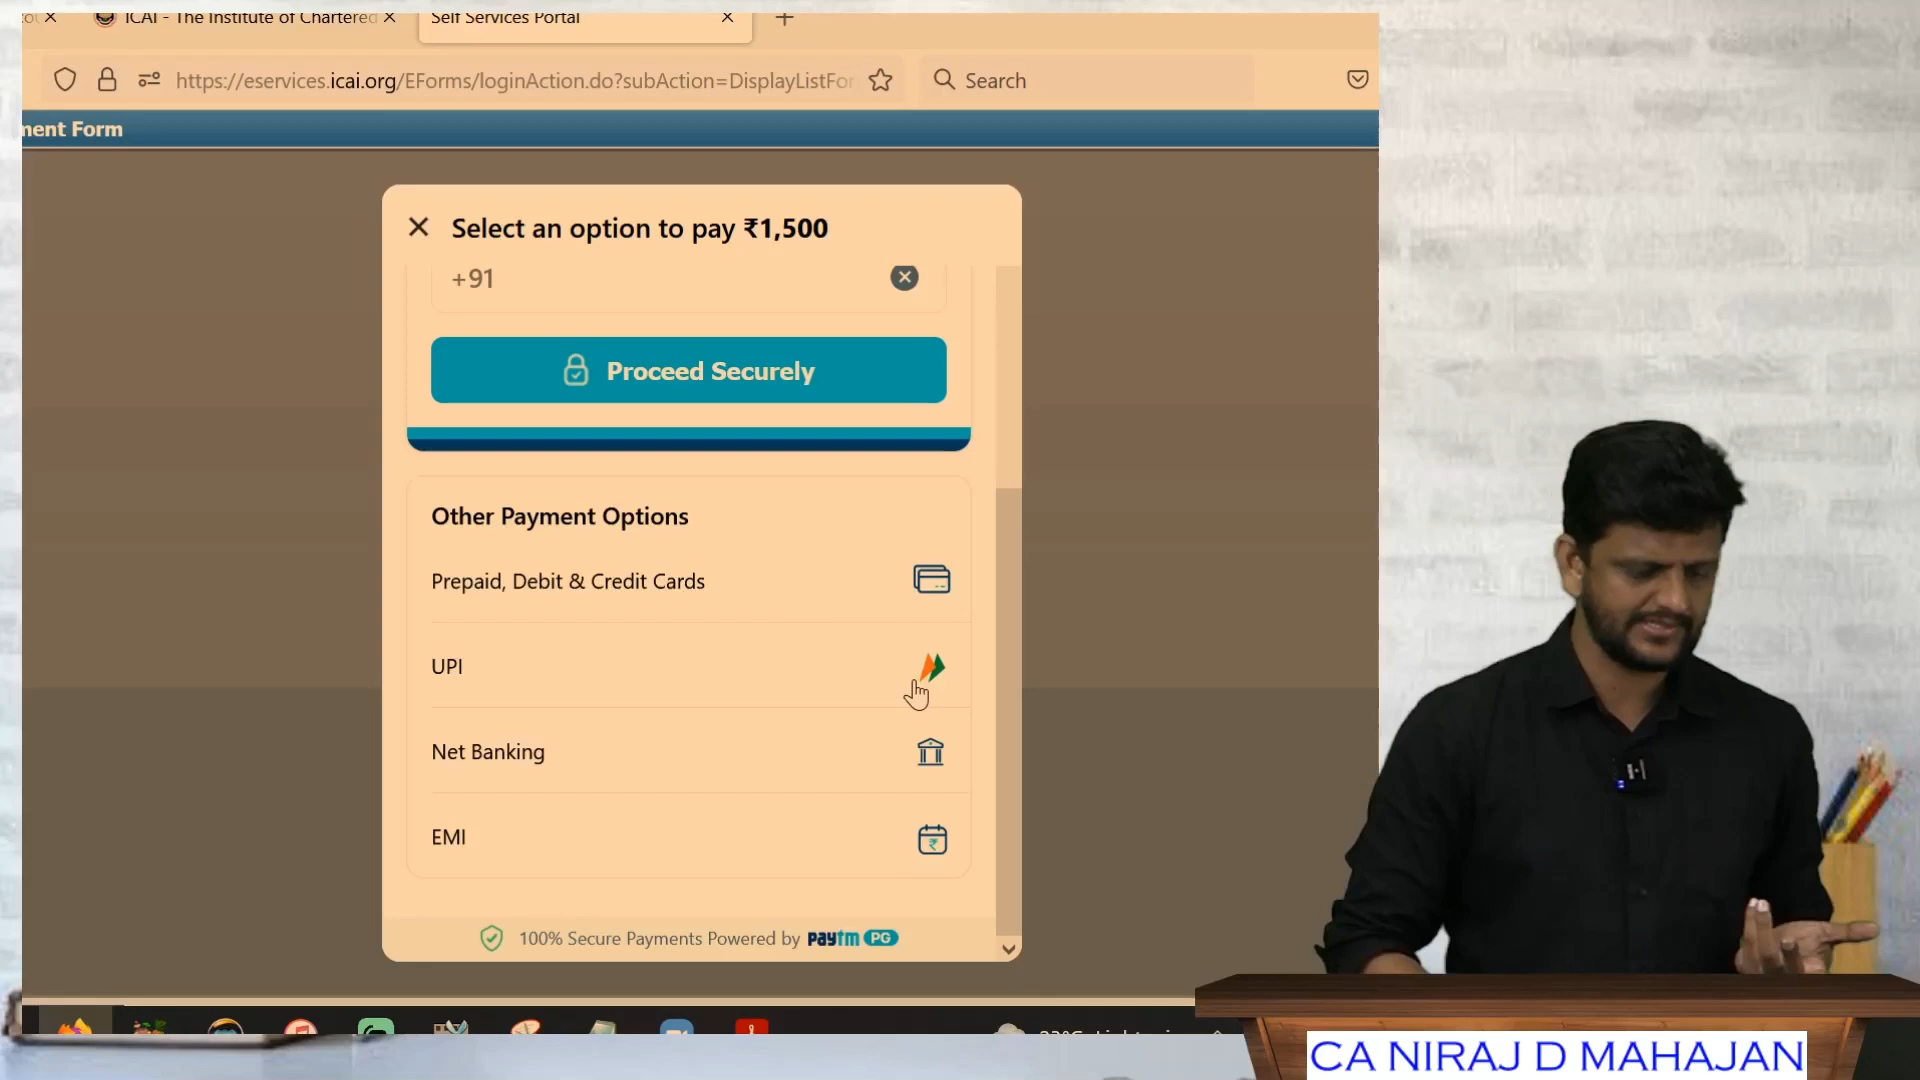 ICAI - The Institute of Chartered
Self Services Portal
https://eservices.icai.org/EForms/loginAction.do?subAction=DisplayListFor
Search
ment Form
Select an option to pay ₹1,500
+91
Proceed Securely
Other Payment Options
Prepaid, Debit & Credit Cards
UPI
Net Banking
EMI
100% Secure Payments Powered by paytm PG
CA NIRAJ D MAHAJAN